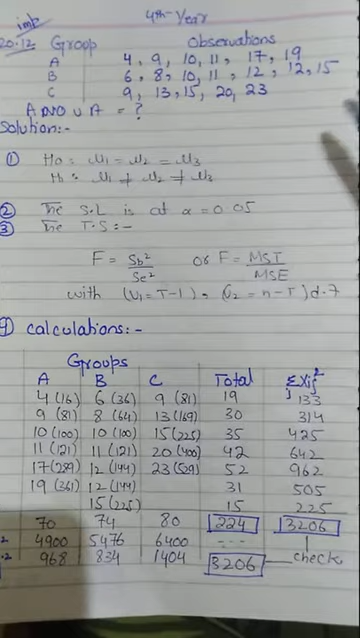 imp
4th-Year
20.12 Group Observations
A 4, 9, 10, 11, 17, 19
B 6, 8, 10, 11, 12, 12, 15
C 9, 13, 15, 20, 23
ANOVA = ?
Solution:-
① H₀: μ₁ = μ₂ = μ₃
H₁: μ₁ ≠ μ₂ ≠ μ₃
② The S.L is at α = 0.05
③ The T.S:-
F = Sb²/Se² or F = MST/MSE
with (υ₁ = T-1), (υ₂ = n-T) d.f
④ Calculations:-
Groups
A B C Total ΣXij²
4 (16) 6 (36) 9 (81) 19 133
9 (81) 8 (64) 13 (169) 30 314
10 (100) 10 (100) 15 (225) 35 425
11 (121) 11 (121) 20 (400) 42 642
17 (289) 12 (144) 23 (529) 52 962
19 (361) 12 (144) 31 505
15 (225) 15 225
70 74 80 224 3206
2 4900 5476 6400 ---
.2 968 834 1404 3206 check